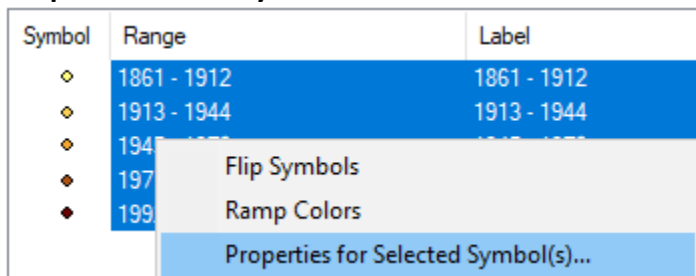 Symbol Range Label
1861 - 1912 1861 - 1912
1913 - 1944 1913 - 1944
Flip Symbols
Ramp Colors
Properties for Selected Symbol(s)...